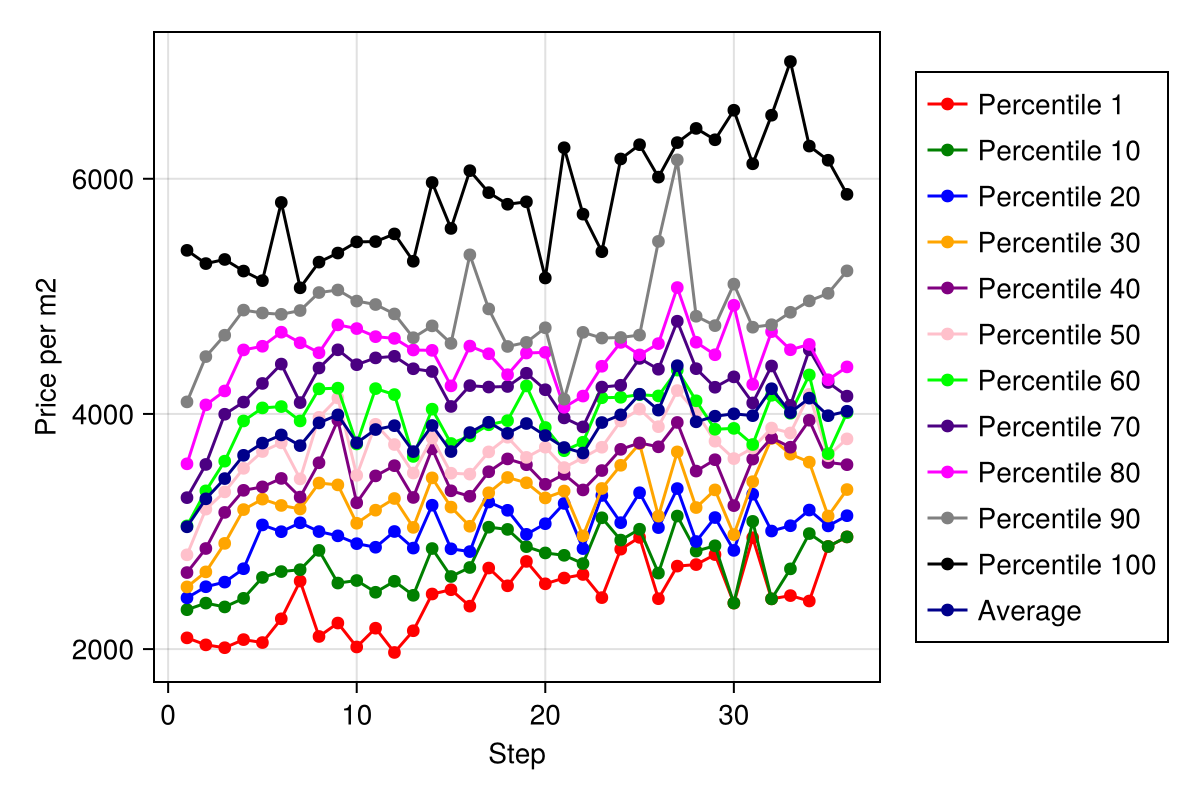 Price per m2
6000
4000
2000
0
10
20
30
Step
Percentile 1
Percentile 10
Percentile 20
Percentile 30
Percentile 40
Percentile 50
Percentile 60
Percentile 70
Percentile 80
Percentile 90
Percentile 100
Average